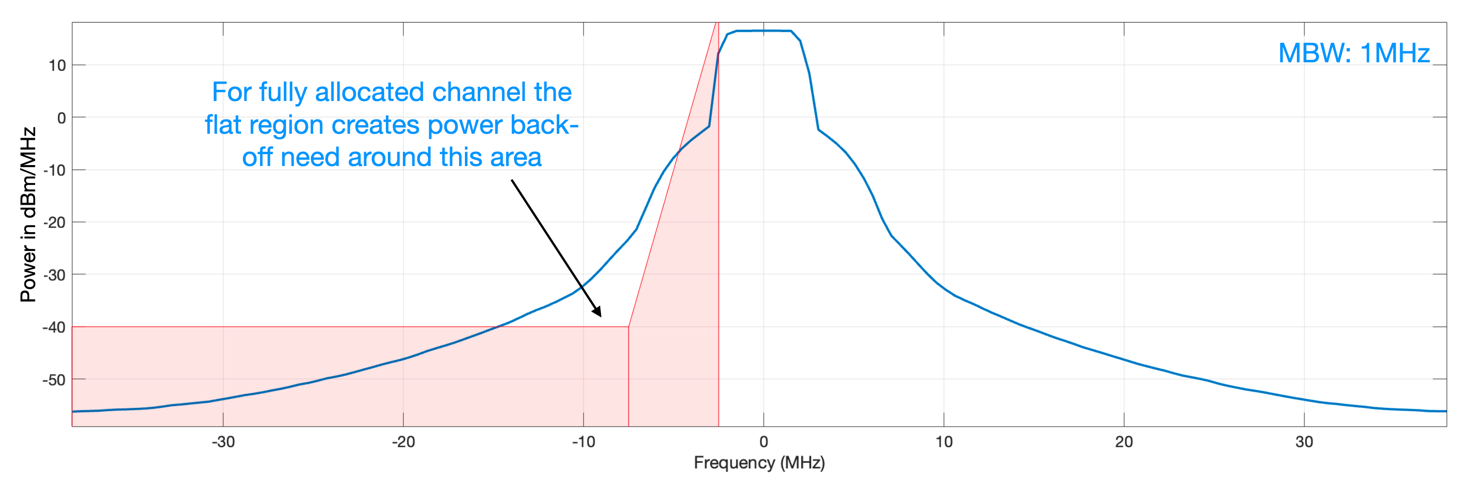 MBW: 1MHz
For fully allocated channel the
flat region creates power back-
off need around this area
Power in dBm/MHz
10
0
-10
-20
-30
-40
-50
-30
-20
-10
0
10
20
30
Frequency (MHz)